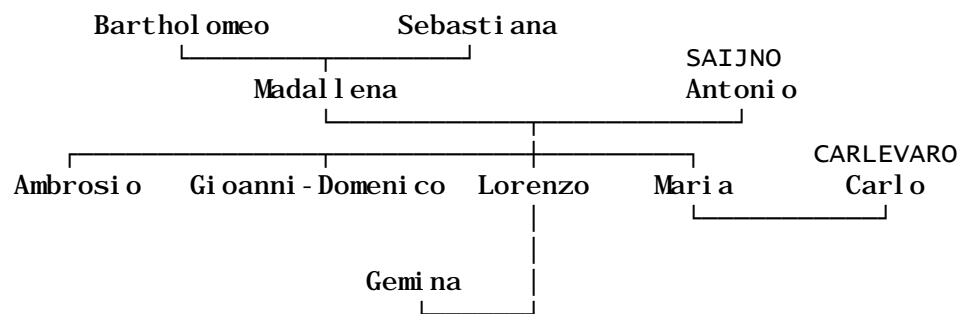 Bartholomeo Sebastiana
SAIJNO
Madallena Antonio
CARLEVARO
Ambrosio Gioanni-Domenico Lorenzo Maria Carlo
Gemina